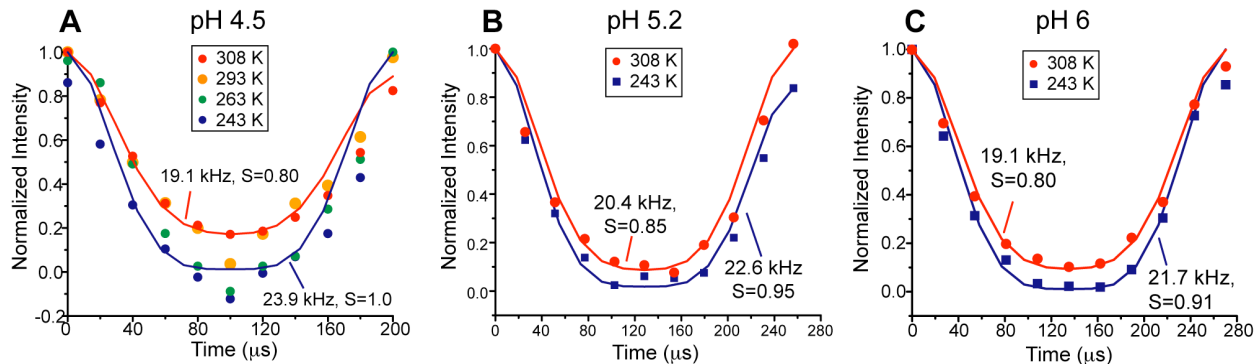 A
pH 4.5
308 K
293 K
263 K
243 K
Normalized Intensity
1.0
0.8
0.6
0.4
0.2
0.0
-0.2
19.1 kHz, S=0.80
23.9 kHz, S=1.0
0
40
80
120
160
200
Time (μs)
B
pH 5.2
308 K
243 K
Normalized Intensity
1.0
0.8
0.6
0.4
0.2
0.0
20.4 kHz,
S=0.85
22.6 kHz
S=0.95
0
40
80
120
160
200
240
280
Time (μs)
C
pH 6
308 K
243 K
Normalized Intensity
1.0
0.8
0.6
0.4
0.2
0.0
19.1 kHz,
S=0.80
21.7 kHz,
S=0.91
0
40
80
120
160
200
240
280
Time (μs)